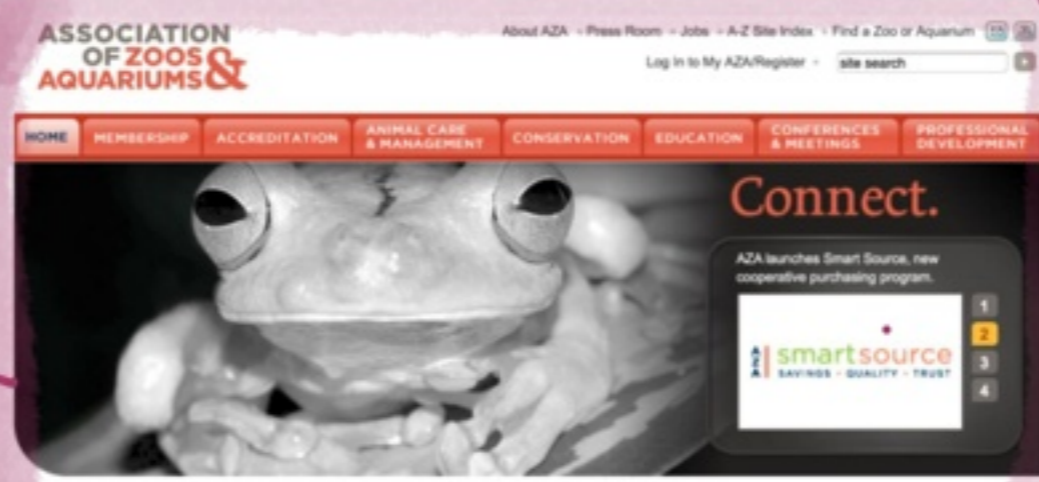 ASSOCIATION
OF ZOOS &
AQUARIUMS
About AZA Press Room Jobs A-Z Site Index Find a Zoo or Aquarium
Log In to My AZA/Register site search
HOME MEMBERSHIP ACCREDITATION ANIMAL CARE & MANAGEMENT CONSERVATION EDUCATION CONFERENCES & MEETINGS PROFESSIONAL DEVELOPMENT
Connect.
AZA launches Smart Source, new
cooperative purchasing program.
1
2
3
4
AZA smartsource
SAVINGS - QUALITY - TRUST